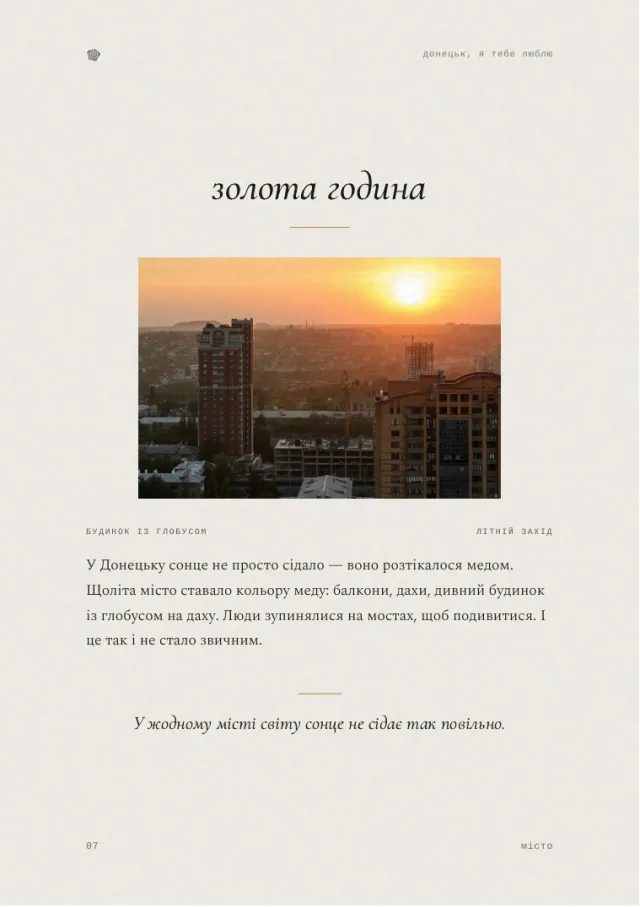 донецьк, я тебе люблю
золота година
БУДИНОК ІЗ ГЛОБУСОМ
ЛІТНІЙ ЗАХІД
У Донецьку сонце не просто сідало — воно розтікалося медом.
Щоліта місто ставало кольору меду: балкони, дахи, дивний будинок
із глобусом на даху. Люди зупинялися на мостах, щоб подивитися. І
це так і не стало звичним.
У жодному місті світу сонце не сідає так повільно.
07
місто